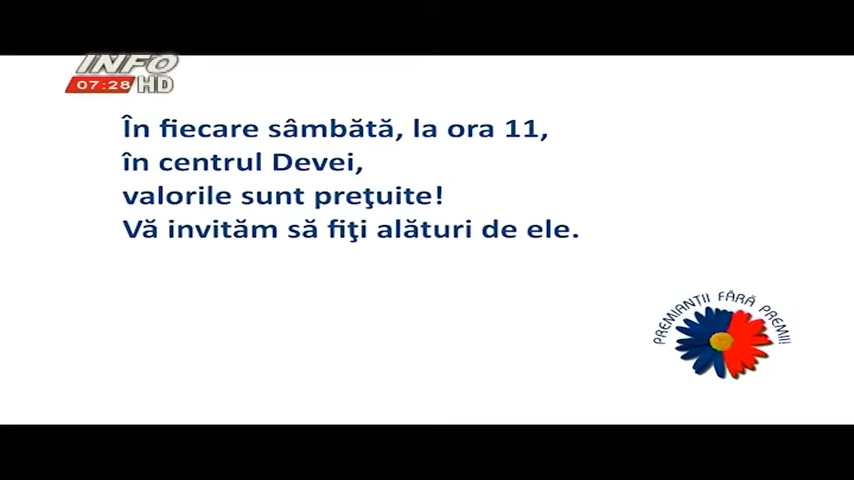 INFO
07:28 HD
În fiecare sâmbătă, la ora 11,
în centrul Devei,
valorile sunt preţuite!
Vă invităm să fiţi alături de ele.
PREMIANŢII FĂRĂ PREMII!